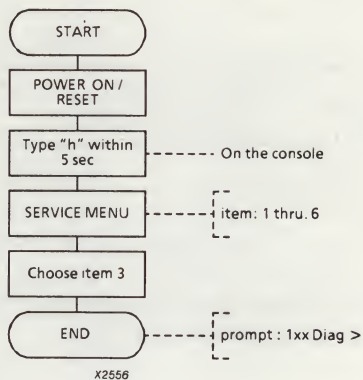 START
POWER ON /
RESET
Type "h" within
5 sec
On the console
SERVICE MENU
item: 1 thru. 6
Choose item 3
END
prompt : 1xx Diag >
X2556